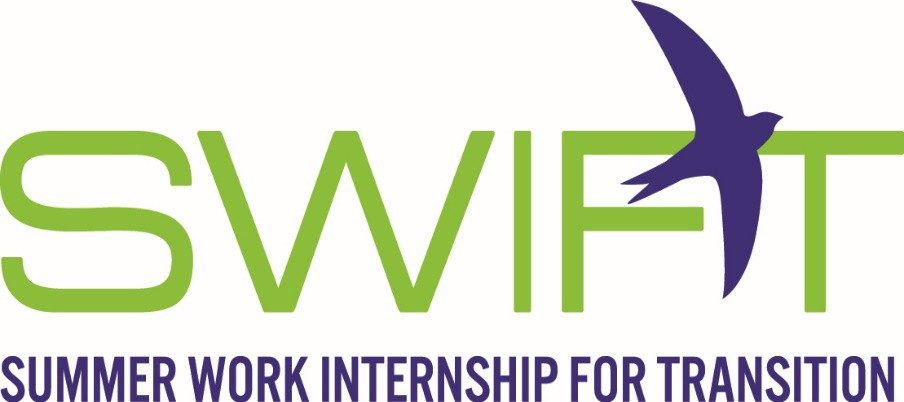 SWIFT
SUMMER WORK INTERNSHIP FOR TRANSITION